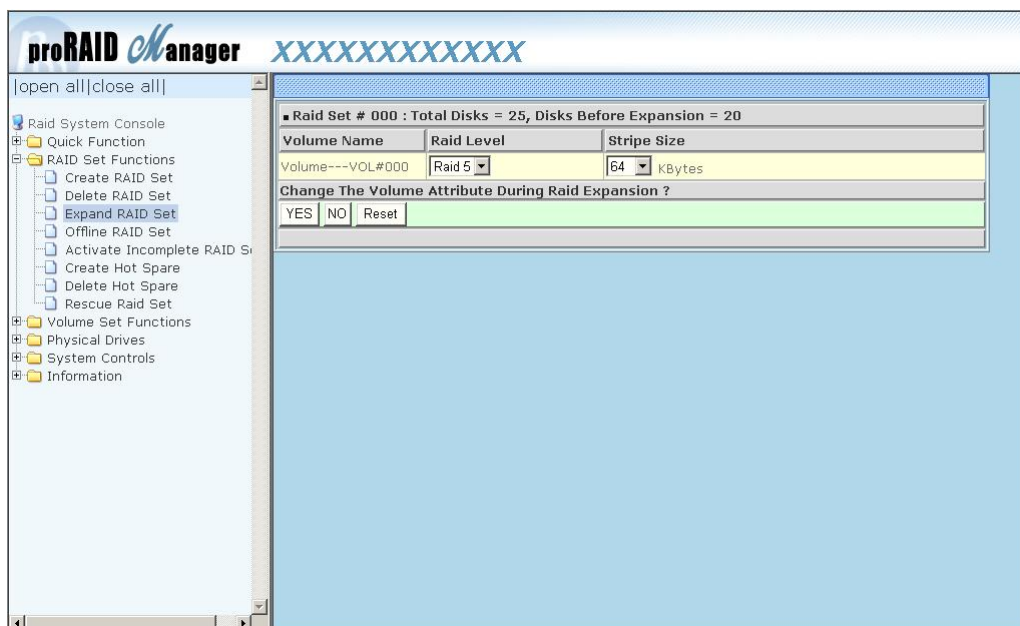 proRAID Manager XXXXXXXXXXXX
|open all|close all|
Raid System Console
Quick Function
RAID Set Functions
Create RAID Set
Delete RAID Set
Expand RAID Set
Offline RAID Set
Activate Incomplete RAID Se
Create Hot Spare
Delete Hot Spare
Rescue Raid Set
Volume Set Functions
Physical Drives
System Controls
Information
Raid Set # 000 : Total Disks = 25, Disks Before Expansion = 20
Volume Name Raid Level Stripe Size
Volume---VOL#000 Raid 5 64 KBytes
Change The Volume Attribute During Raid Expansion ?
YES NO Reset